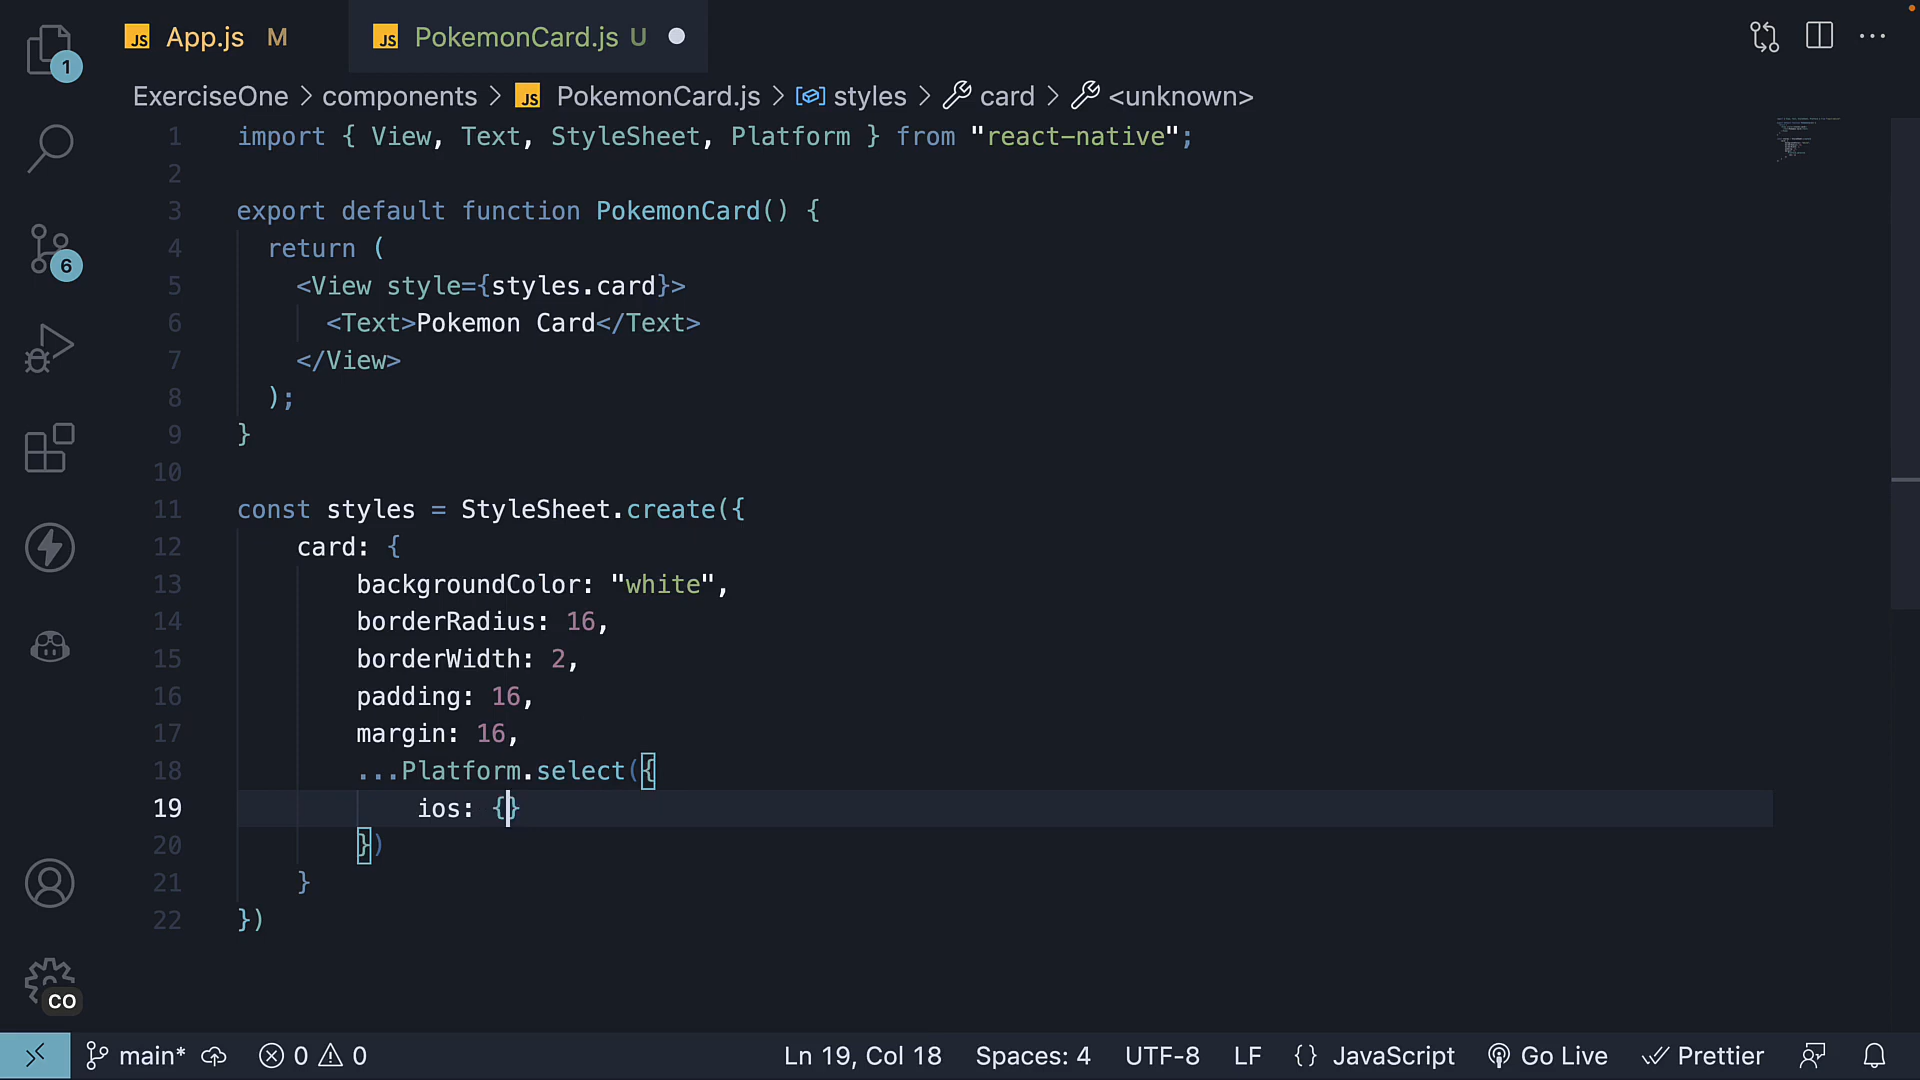 JS App.js M JS PokemonCard.js U
1
ExerciseOne > components > JS PokemonCard.js > styles > card > <unknown>
1 import { View, Text, StyleSheet, Platform } from "react-native";
2
3 export default function PokemonCard() {
4 return (
5 <View style={styles.card}>
6 <Text>Pokemon Card</Text>
6
7 </View>
8 );
9 }
10
11 const styles = StyleSheet.create({
12 card: {
13 backgroundColor: "white",
14 borderRadius: 16,
15 borderWidth: 2,
16 padding: 16,
17 margin: 16,
18 ...Platform.select({
19 ios: {}
20 })
21 }
22 })
CO
main* 0 0 Ln 19, Col 18 Spaces: 4 UTF-8 LF {} JavaScript Go Live Prettier